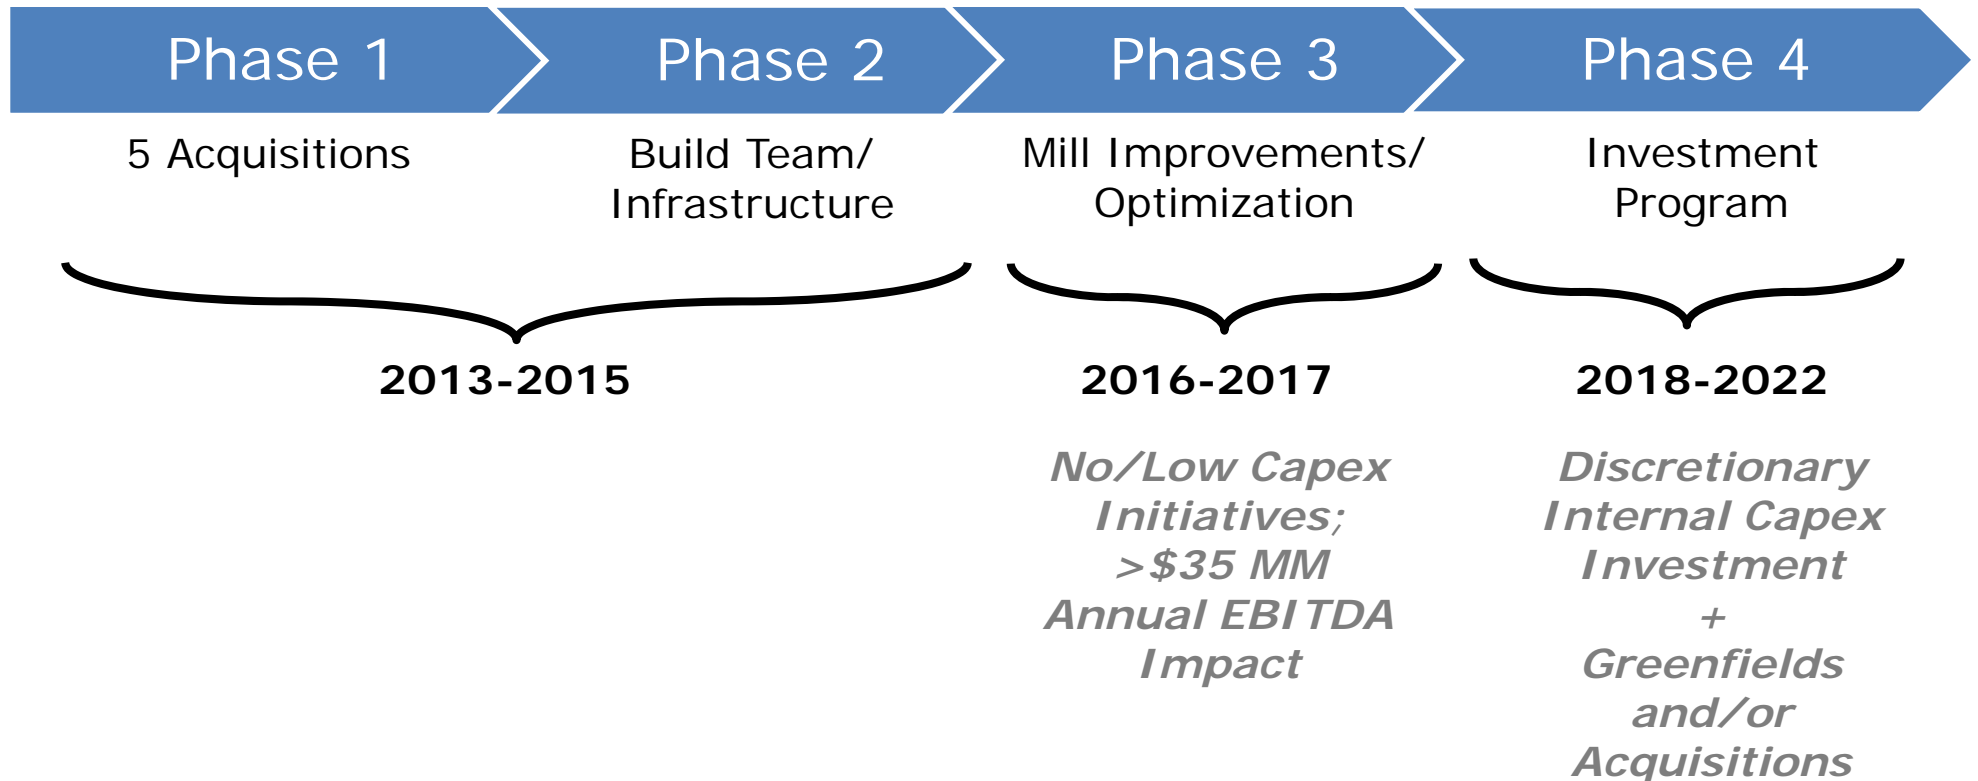 Phase 1
Phase 2
Phase 3
Phase 4
5 Acquisitions
Build Team/
Infrastructure
Mill Improvements/
Optimization
Investment
Program
2013-2015
2016-2017
2018-2022
No/Low Capex
Initiatives;
>$35 MM
Annual EBITDA
Impact
Discretionary
Internal Capex
Investment
+
Greenfields
and/or
Acquisitions